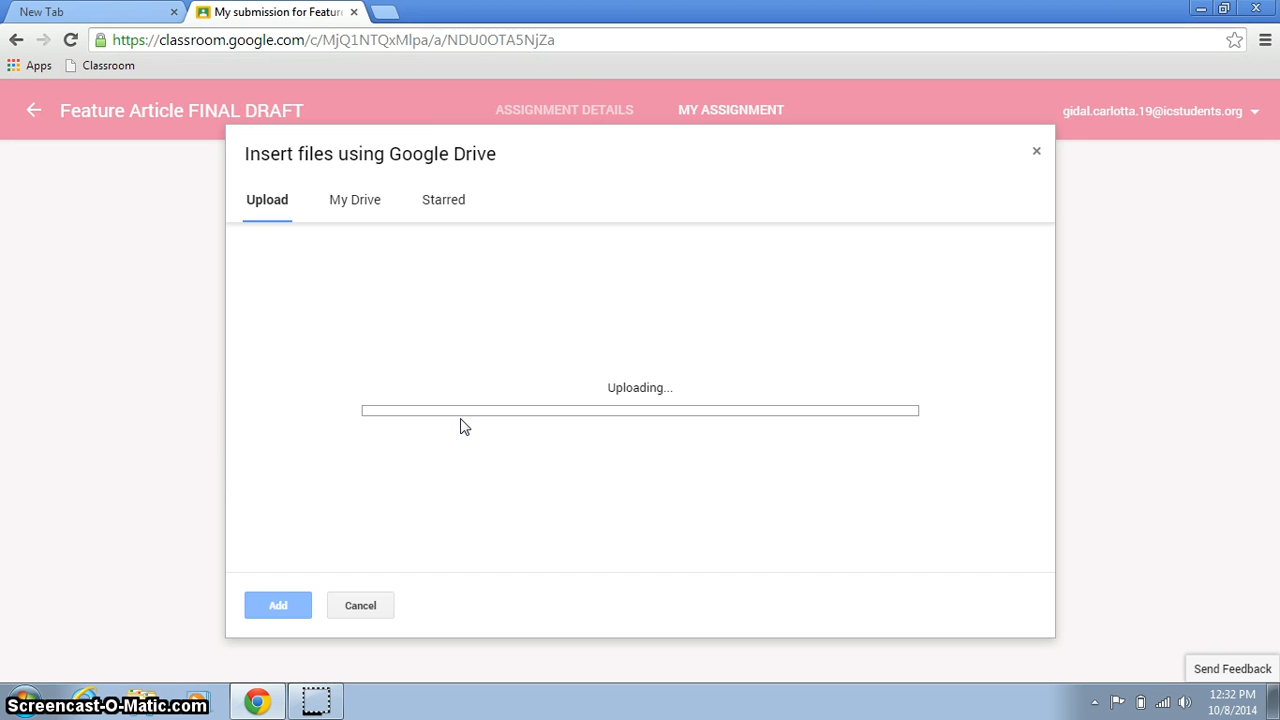 New Tab
My submission for Feature
https://classroom.google.com/c/MjQ1NTQxMlpa/a/NDU0OTA5NjZa
Apps
Classroom
Feature Article FINAL DRAFT
ASSIGNMENT DETAILS
MY ASSIGNMENT
gidal.carlotta.19@icstudents.org
Insert files using Google Drive
Upload
My Drive
Starred
Uploading...
Add
Cancel
Send Feedback
Screencast-O-Matic.com
12:32 PM
10/8/2014